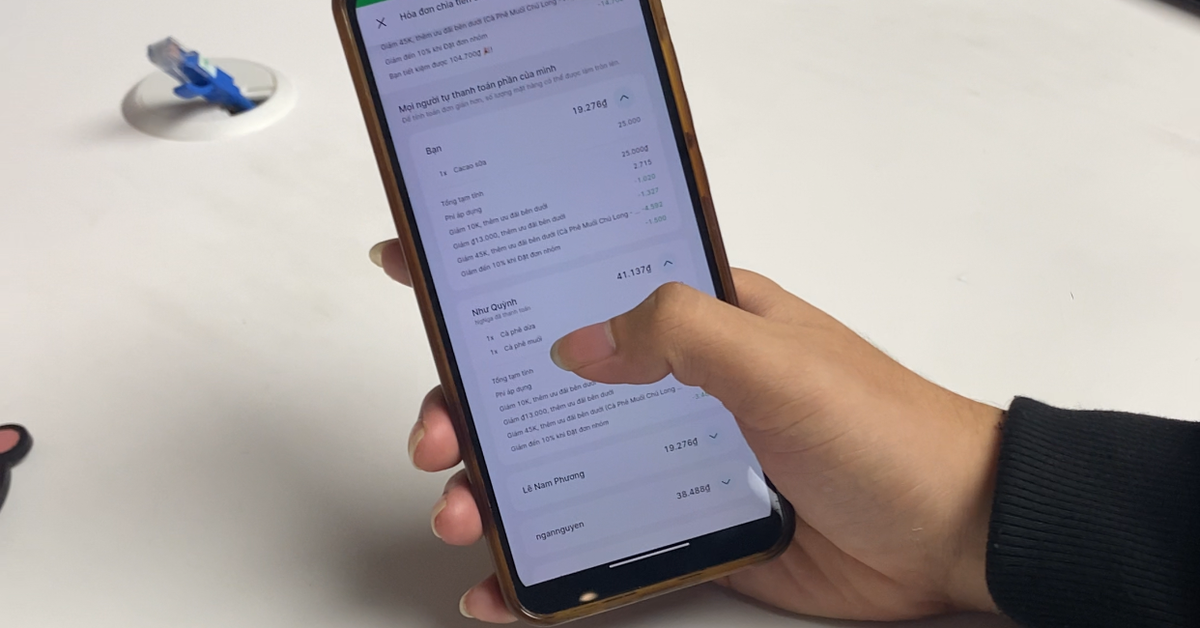 Hóa đơn chia tiền
Giảm 45K, thêm ưu đãi bên dưới (Cà Phê Muối Chú Long -
Giảm đến 10% khi Đặt đơn nhóm
Bạn tiết kiệm được 104.700₫ 🎉
Mọi người tự thanh toán phần của mình
Để tính toán đơn giản hơn, số lượng mặt hàng có thể được làm tròn lên.
Bạn 19.276₫
1x Cacao sữa 25.000
Tổng tạm tính 25.000₫
Phí áp dụng 2.715
Giảm 10K, thêm ưu đãi bên dưới -1.020
Giảm ₫13.000, thêm ưu đãi bên dưới -1.327
Giảm 45K, thêm ưu đãi bên dưới (Cà Phê Muối Chú Long - ... -4.592
Giảm đến 10% khi Đặt đơn nhóm -1.500
Như Quỳnh 41.137₫
1x Cà phê dừa
1x Cà phê muối
Tổng tạm tính
Phí áp dụng
Giảm 10K, thêm ưu đãi bên dưới
Giảm ₫13.000, thêm ưu đãi bên dưới
Giảm 45K, thêm ưu đãi bên dưới (Cà Phê Muối Chú Long ...
Giảm đến 10% khi Đặt đơn nhóm
Lê Nam Phương 19.276₫
ngannguyen 38.488₫